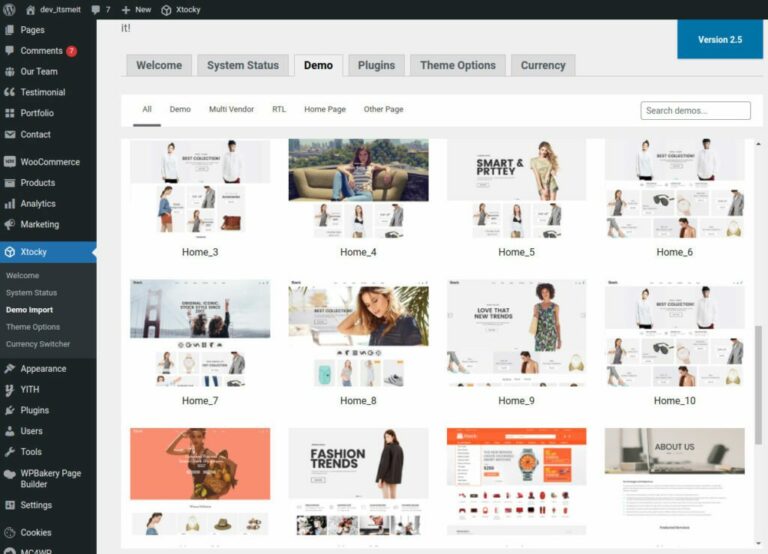 dev_itsmeit
7
New
Xtocky
Pages
Comments 7
Our Team
Testimonial
Portfolio
Contact
WooCommerce
Products
Analytics
Marketing
Xtocky
Welcome
System Status
Demo Import
Theme Options
Currency Switcher
Appearance
YITH
Plugins
Users
Tools
WPBakery Page
Builder
Settings
Cookies
MC4WP
it!
Version 2.5
Welcome
System Status
Demo
Plugins
Theme Options
Currency
All
Demo
Multi Vendor
RTL
Home Page
Other Page
Search demos...
BEST COLLECTION!
Home_3
Home_4
SMART &
PRTTEY
Home_5
BEST COLLECTION!
Home_6
ORIGINAL ICONIC,
Home_7
BEST COLLECTION!
Home_8
LOVE THAT
NEW TRENDS
Home_9
BEST COLLECTION!
Home_10
FASHION
TRENDS
$280
ABOUT US